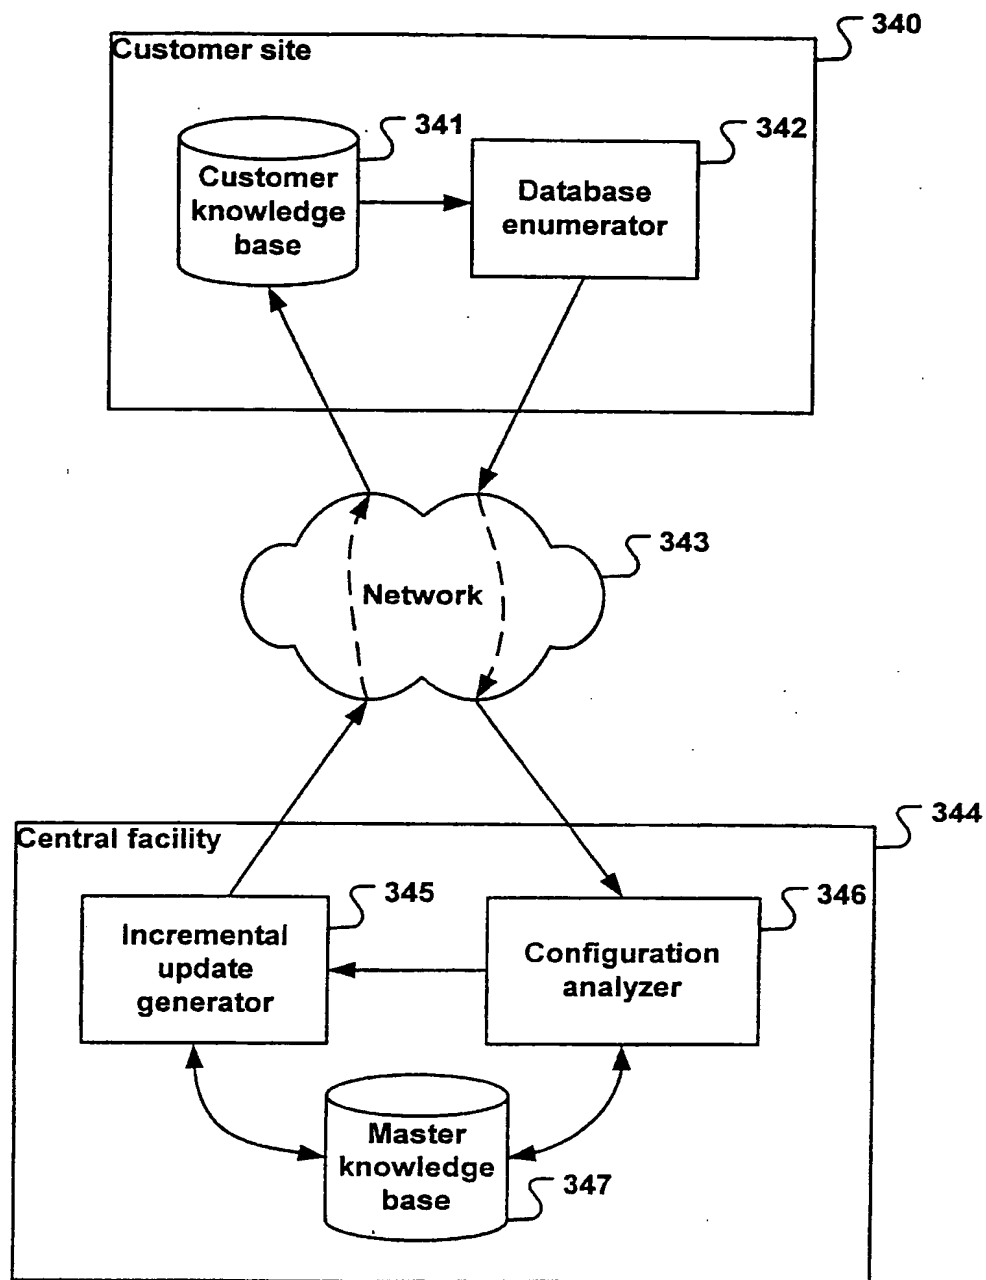 340
Customer site
341
342
Customer
knowledge
base
Database
enumerator
343
Network
344
Central facility
345
346
Incremental
update
generator
Configuration
analyzer
Master
knowledge
base
347